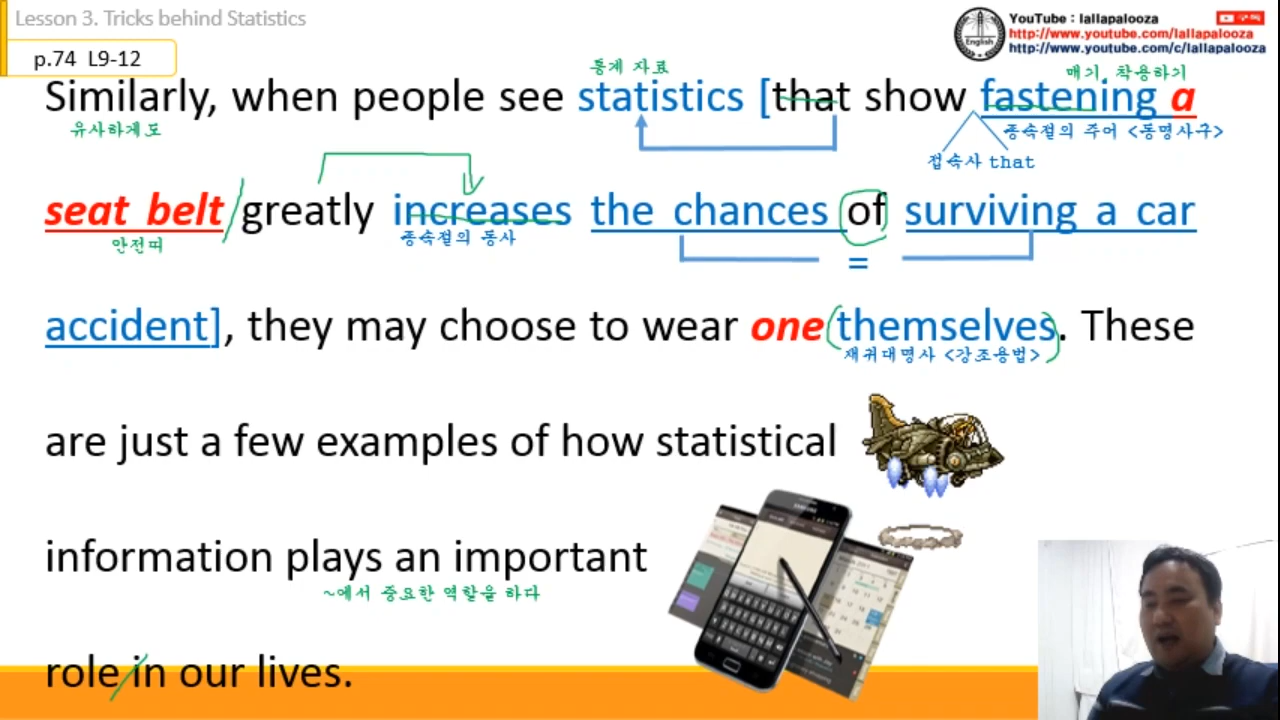 Lesson 3. Tricks behind Statistics
YouTube : lallapalooza
구독
http://www.youtube.com/lallapalooza
http://www.youtube.com/c/lallapalooza
English
p.74 L9-12
통계 자료
매기, 착용하기
Similarly, when people see statistics [that show fastening a
유사하게도
종속절의 주어 <동명사구>
접속사 that
seat belt/greatly increases the chances of surviving a car
안전띠
종속절의 동사
=
accident], they may choose to wear one (themselves). These
재귀대명사 <강조용법>
are just a few examples of how statistical
information plays an important
~에서 중요한 역할을 하다
role/in our lives.